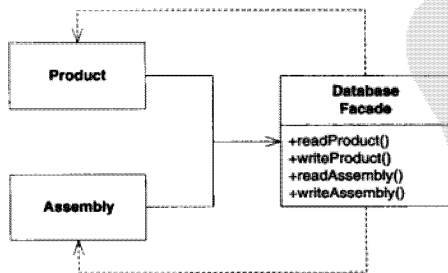 Product
Database
Facade
+readProduct()
+writeProduct()
+readAssembly()
+writeAssembly()
Assembly